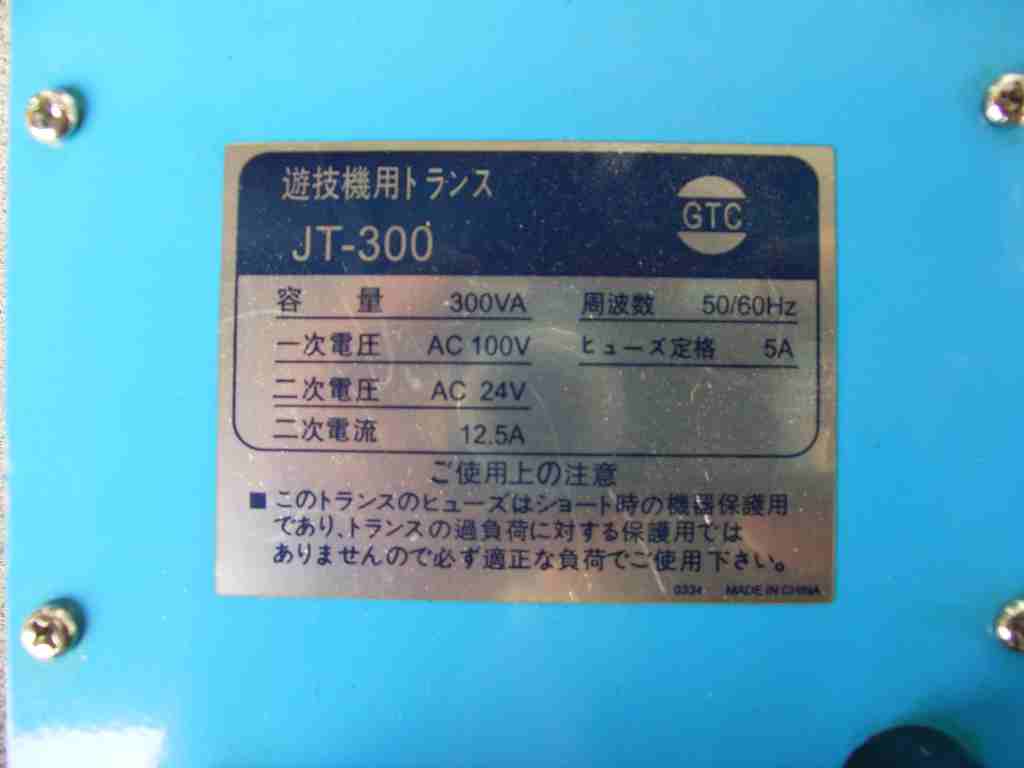 遊技機用トランス
JT-300
GTC
容 量 300VA 周波数 50/60Hz
一次電圧 AC 100V ヒューズ定格 5A
二次電圧 AC 24V
二次電流 12.5A
ご使用上の注意
■ このトランスのヒューズはショート時の機器保護用
であり、トランスの過負荷に対する保護用では
ありませんので必ず適正な負荷でご使用下さい。
0334 MADE IN CHINA